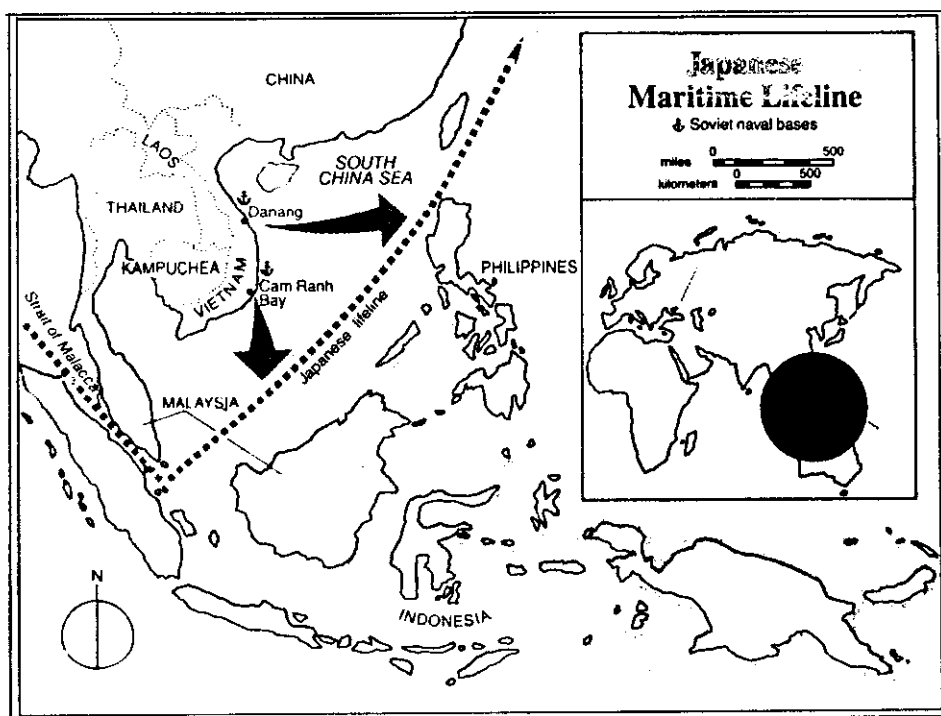 Japanese
Maritime Lifeline
Soviet naval bases
0 500
miles
0 500
kilometers
CHINA
LAOS
SOUTH
CHINA SEA
THAILAND
Danang
KAMPUCHEA
VIETNAM
Cam Ranh
Bay
PHILIPPINES
Strait of Malacca
Japanese lifeline
MALAYSIA
INDONESIA
N